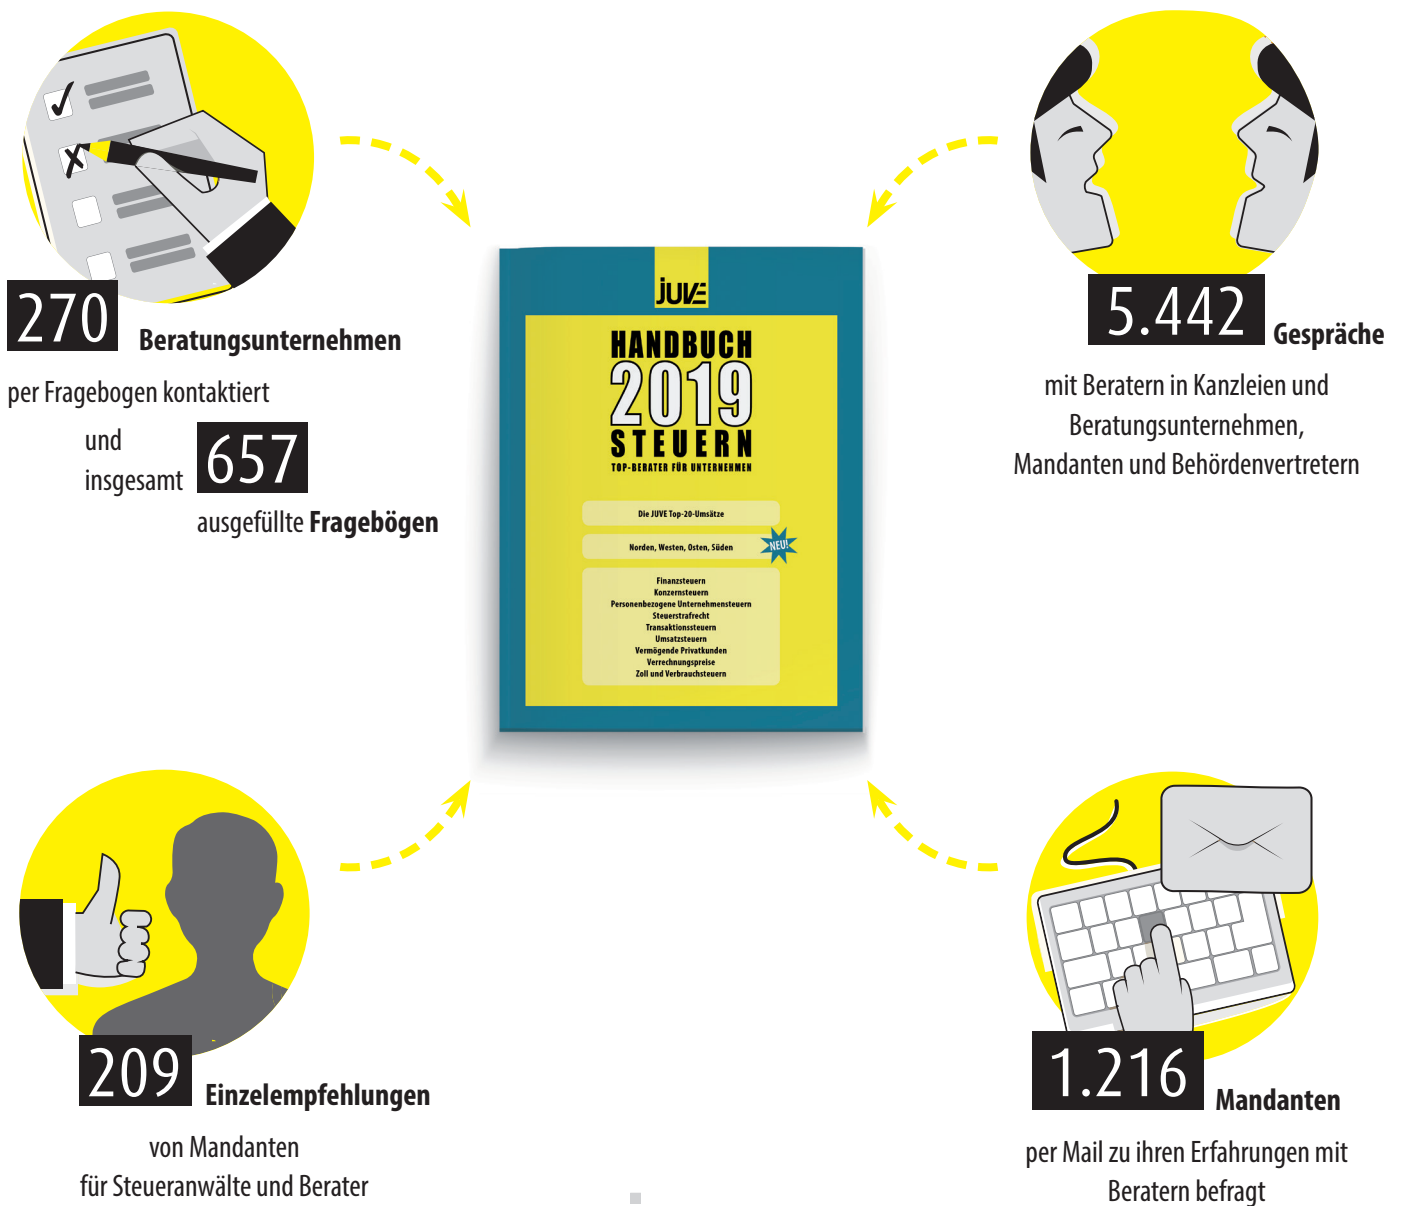 270 Beratungsunternehmen
per Fragebogen kontaktiert
und
insgesamt 657
ausgefüllte Fragebögen
5.442 Gespräche
mit Beratern in Kanzleien und
Beratungsunternehmen,
Mandanten und Behördenvertretern
JUVE
HANDBUCH
2019
STEUERN
TOP-BERATER FÜR UNTERNEHMEN
Die JUVE Top-20-Umsätze
Norden, Westen, Osten, Süden
NEU!
Finanzsteuern
Konzernsteuern
Personenbezogene Unternehmensteuern
Steuerstrafrecht
Transaktionssteuern
Umsatzsteuern
Vermögende Privatkunden
Verrechnungspreise
Zoll und Verbrauchsteuern
209 Einzelempfehlungen
von Mandanten
für Steueranwälte und Berater
1.216 Mandanten
per Mail zu ihren Erfahrungen mit
Beratern befragt